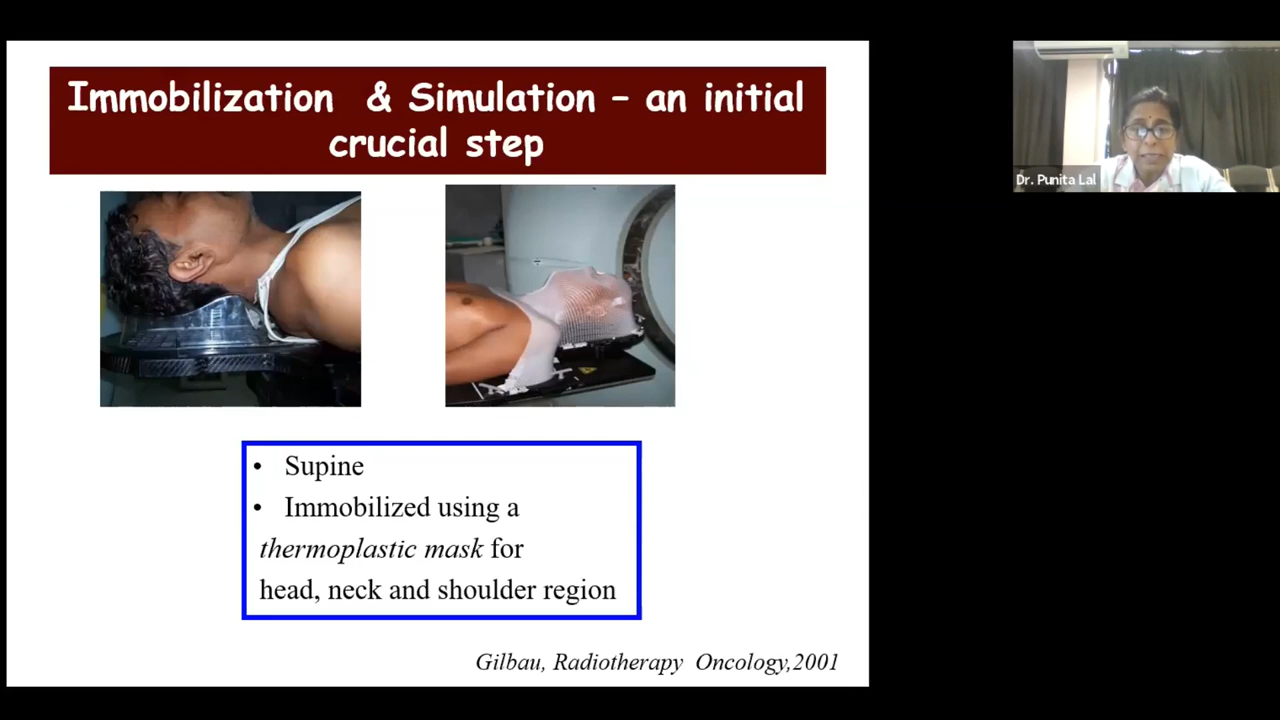 Immobilization & Simulation – an initial
crucial step
• Supine
• Immobilized using a
thermoplastic mask for
head, neck and shoulder region
Gilbau, Radiotherapy Oncology,2001
Dr. Punita Lal